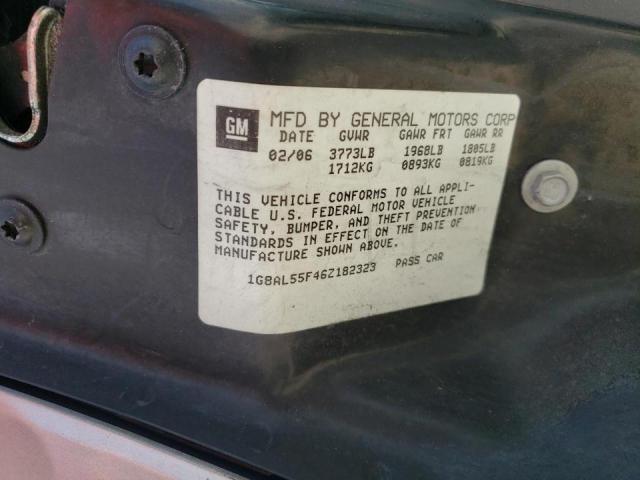 GM MFD BY GENERAL MOTORS CORP
DATE GVWR GAWR FRT GAWR RR
02/06 3773LB 1968LB 1805LB
1712KG 0893KG 0819KG
THIS VEHICLE CONFORMS TO ALL APPLI-
CABLE U.S. FEDERAL MOTOR VEHICLE
SAFETY, BUMPER, AND THEFT PREVENTION
STANDARDS IN EFFECT ON THE DATE OF
MANUFACTURE SHOWN ABOVE.
1G8AL55F46Z182323 PASS CAR